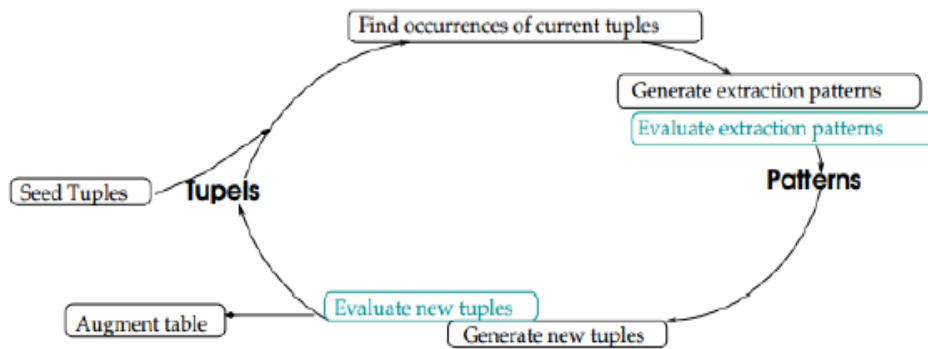 Find occurrences of current tuples
Generate extraction patterns
Evaluate extraction patterns
Seed Tuples
Tupels
Patterns
Evaluate new tuples
Augment table
Generate new tuples